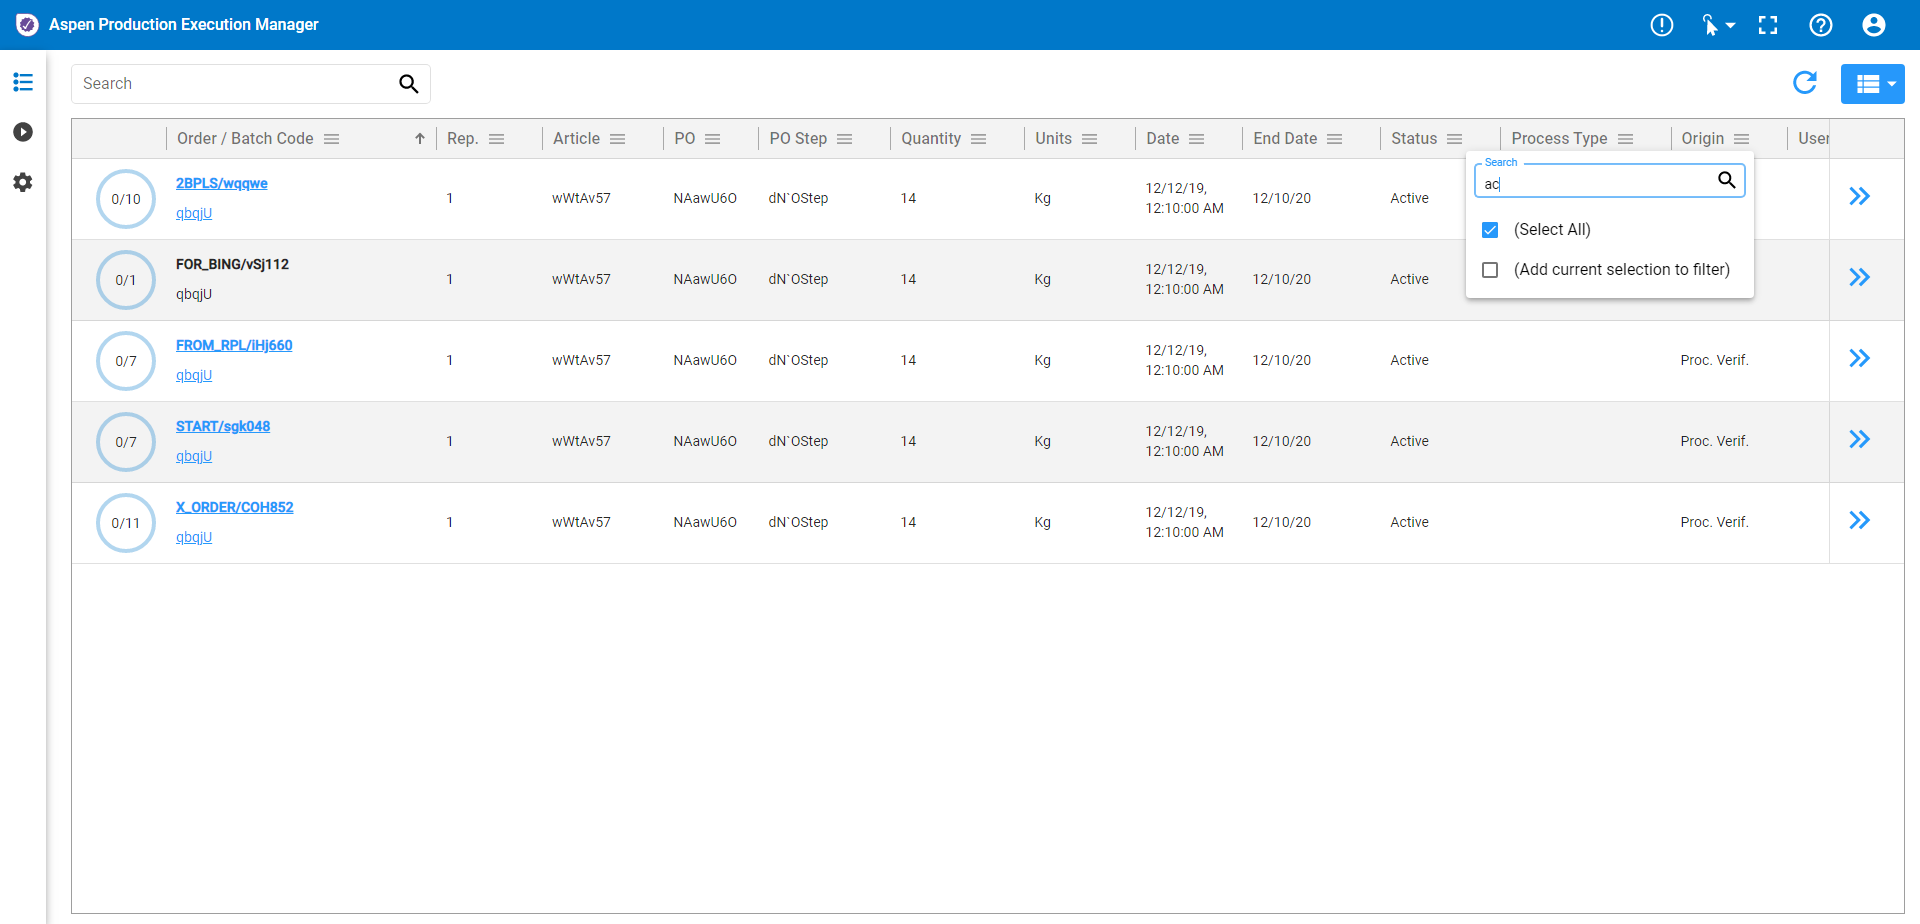 Aspen Production Execution Manager
Search
Order / Batch Code Rep. Article PO PO Step Quantity Units Date End Date Status Process Type Origin User
0/10 2BPLS/wqqwe qbqjU 1 wWtAv57 NAawU6O dN`OStep 14 Kg 12/12/19, 12:10:00 AM 12/10/20 Active
0/1 FOR_BING/vSj112 qbqjU 1 wWtAv57 NAawU6O dN`OStep 14 Kg 12/12/19, 12:10:00 AM 12/10/20 Active
0/7 FROM_RPL/iHj660 qbqjU 1 wWtAv57 NAawU6O dN`OStep 14 Kg 12/12/19, 12:10:00 AM 12/10/20 Active Proc. Verif.
0/7 START/sgk048 qbqjU 1 wWtAv57 NAawU6O dN`OStep 14 Kg 12/12/19, 12:10:00 AM 12/10/20 Active Proc. Verif.
0/11 X_ORDER/COH852 qbqjU 1 wWtAv57 NAawU6O dN`OStep 14 Kg 12/12/19, 12:10:00 AM 12/10/20 Active Proc. Verif.
Search
ac
(Select All)
(Add current selection to filter)